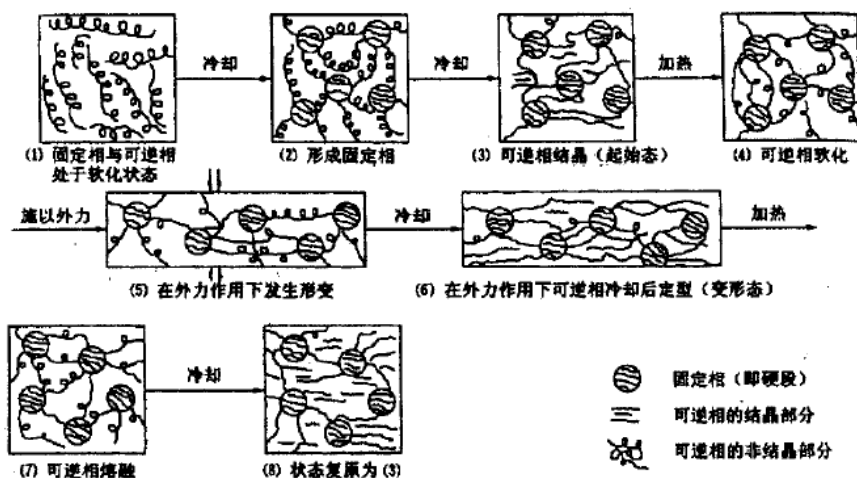 冷却
冷却
加热
(1) 固定相与可逆相
处于软化状态
(2) 形成固定相
(3) 可逆相结晶（起始态）
(4) 可逆相软化
施以外力
冷却
加热
(5) 在外力作用下发生形变
(6) 在外力作用下可逆相冷却后定型（变形态）
冷却
固定相（即硬段）
可逆相的结晶部分
可逆相的非结晶部分
(7) 可逆相熔融
(8) 状态复原为 (3)